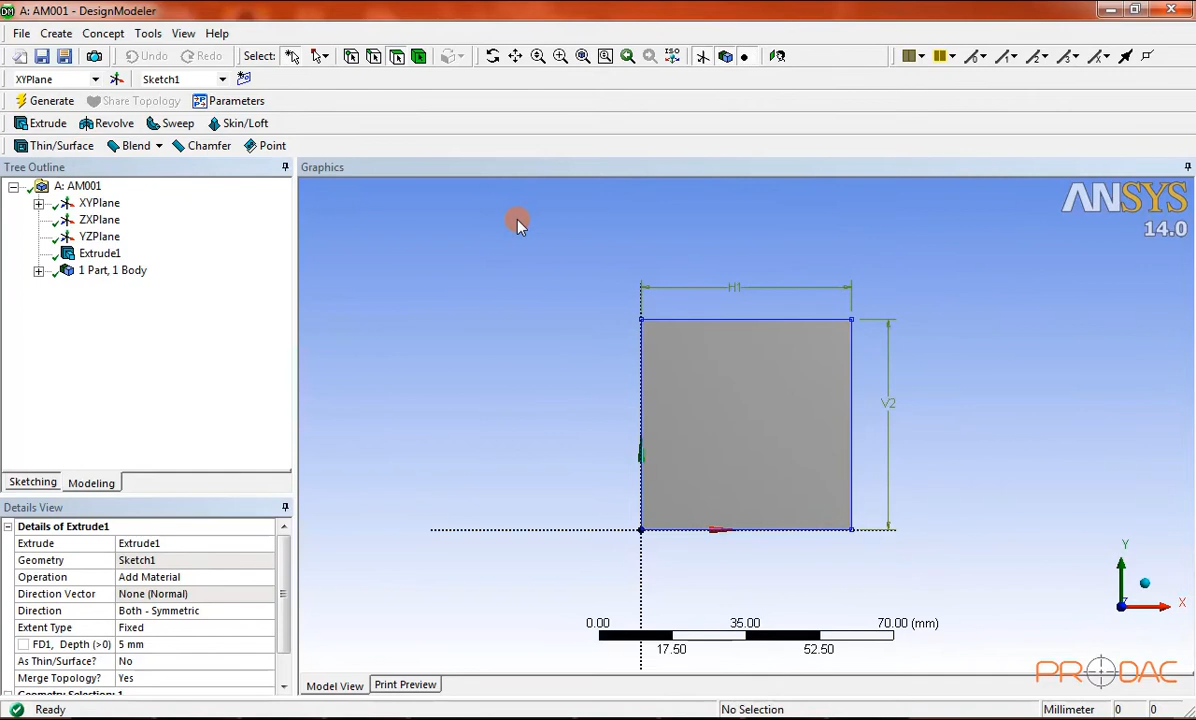 DM
A: AM001 - DesignModeler
File Create Concept Tools View Help
Undo Redo Select: ISO
XYPlane Sketch1
Generate Share Topology Parameters
Extrude Revolve Sweep Skin/Loft
Thin/Surface Blend Chamfer Point
Tree Outline
A: AM001
XYPlane
ZXPlane
YZPlane
Extrude1
1 Part, 1 Body
Sketching Modeling
Details View
Details of Extrude1
Extrude Extrude1
Geometry Sketch1
Operation Add Material
Direction Vector None (Normal)
Direction Both - Symmetric
Extent Type Fixed
FD1, Depth (>0) 5 mm
As Thin/Surface? No
Merge Topology? Yes
Geometry Selection: 1
Graphics
ANSYS
14.0
H1
V2
Y
X
Z
0.00 35.00 70.00 (mm)
17.50 52.50
PRODAC
Model View Print Preview
Ready No Selection Millimeter 0 0